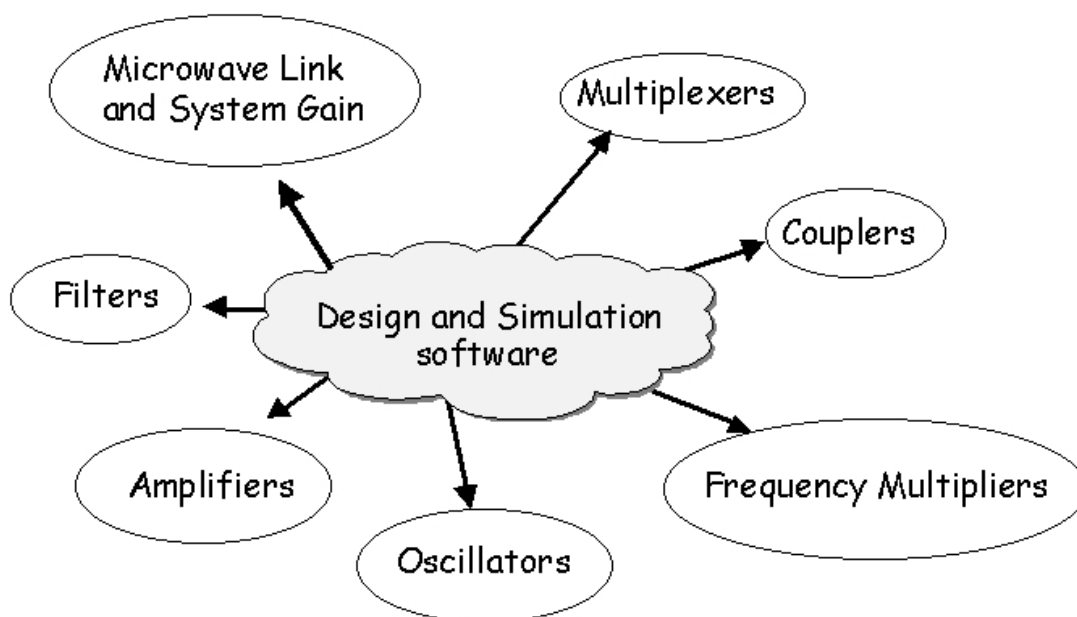 Microwave Link
and System Gain
Multiplexers
Couplers
Filters
Design and Simulation
software
Amplifiers
Frequency Multipliers
Oscillators